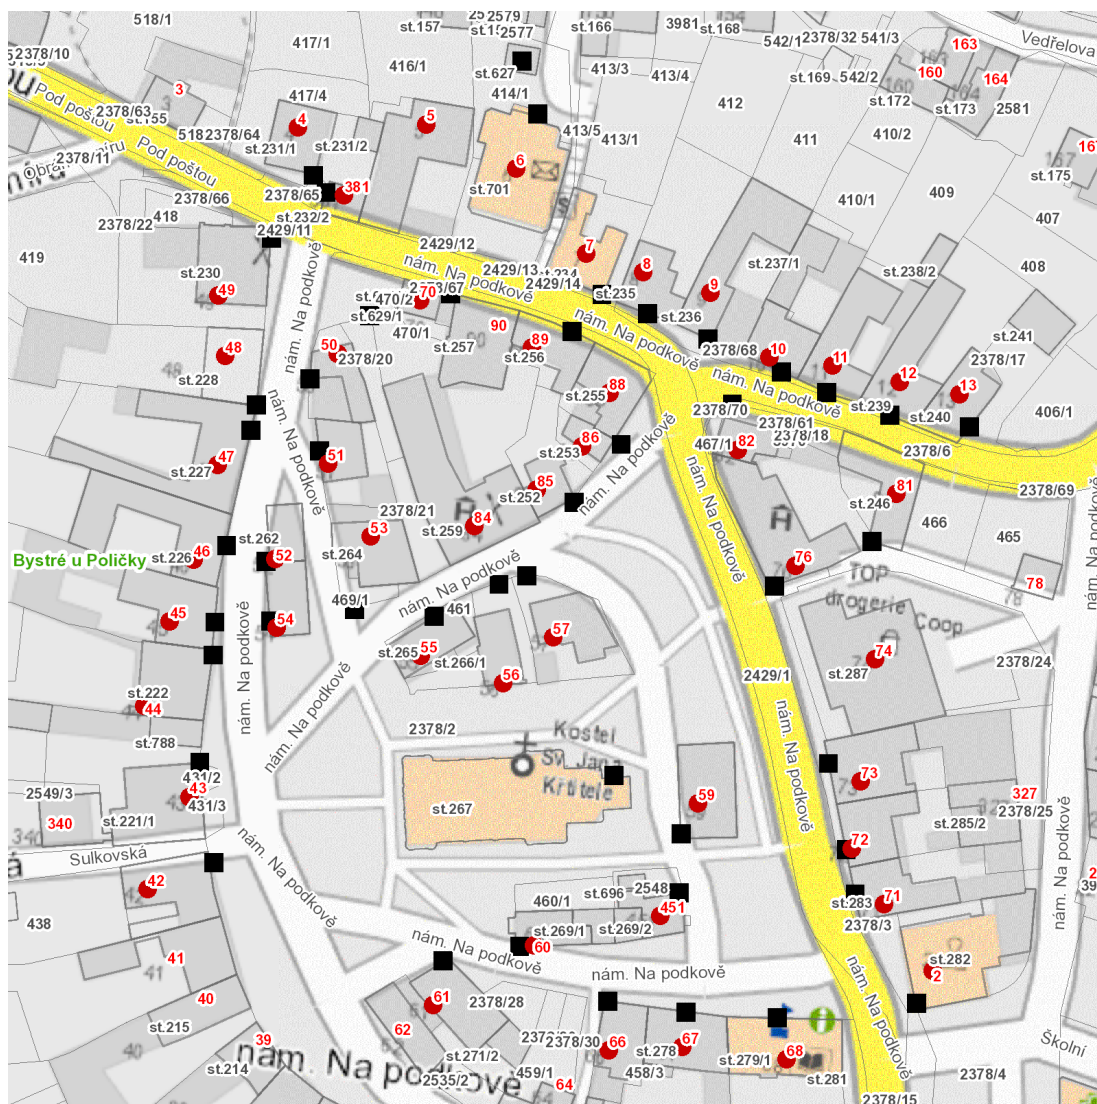 518/1
st.157
2577
st.166
3981
st.168
542/1
2378/32
541/3
163
Vedřelova
2378/10
417/1
416/1
st.627
414/1
413/3
413/4
st.169
542/2
160
164
st.172
st.173
2581
3
2378/63
st.155
417/4
4
5
412
Pod poštou
518
2378/64
st.231/1
st.231/2
413/5
413/1
411
410/2
Pod poštou
2378/11
6
st.701
st.175
381
2378/66
2378/65
418
2378/22
st.232/2
2429/11
410/1
409
407
419
2429/12
7
nám. Na podkově
2429/13
2429/14
8
st.237/1
408
st.230
49
70
470/2
st.235
9
st.238/2
st.629/1
470/1
90
st.236
nám. Na podkově
st.241
48
50
2378/20
st.257
89
st.256
2378/68
10
11
2378/17
st.228
88
st.255
nám. Na podkově
12
13
nám. Na podkově
st.239
st.240
406/1
2378/70
2378/61
2378/18
467/1
82
86
st.253
2378/6
47
st.227
51
nám. Na podkově
85
st.252
81
st.246
2378/69
2378/21
84
st.259
466
465
nám. Na podkově
st.262
53
st.264
Bystré u Poličky
st.226
46
52
76
78
TOP
drogerie
Coop
nám. Na podkově
469/1
461
45
54
57
55
st.265
st.266/1
56
74
st.287
2378/24
2429/1
st.222
44
st.788
nám. Na podkově
nám. Na podkově
2378/2
Kostel
Sv. Jana
Křtitele
nám. Na podkově
431/2
43
431/3
2549/3
340
st.221/1
st.267
59
73
327
2378/25
st.285/2
Sulkovská
72
nám. Na podkově
42
438
st.696
2548
460/1
451
st.269/1
st.269/2
60
st.283
71
2378/3
nám. Na podkově
nám. Na podkově
nám. Na podkově
41
40
st.282
2
61
2378/28
62
st.215
39
st.214
st.271/2
2378/30
66
st.278
67
st.279/1
68
st.281
nám. Na podkově
2535/2
459/1
64
458/3
nám. Na podkově
Školní
2378/4
2378/15